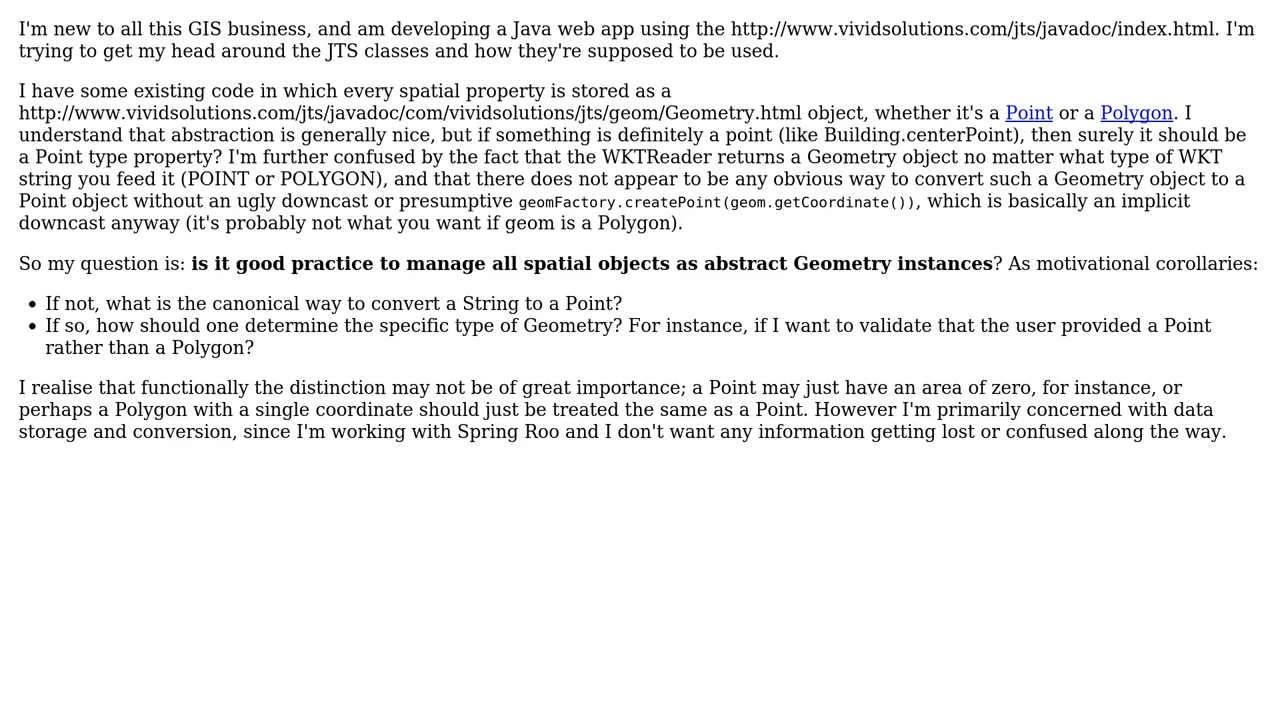 I'm new to all this GIS business, and am developing a Java web app using the http://www.vividsolutions.com/jts/javadoc/index.html. I'm
trying to get my head around the JTS classes and how they're supposed to be used.
I have some existing code in which every spatial property is stored as a
http://www.vividsolutions.com/jts/javadoc/com/vividsolutions/jts/geom/Geometry.html object, whether it's a Point or a Polygon. I
understand that abstraction is generally nice, but if something is definitely a point (like Building.centerPoint), then surely it should be
a Point type property? I'm further confused by the fact that the WKTReader returns a Geometry object no matter what type of WKT
string you feed it (POINT or POLYGON), and that there does not appear to be any obvious way to convert such a Geometry object to a
Point object without an ugly downcast or presumptive geomFactory.createPoint(geom.getCoordinate()), which is basically an implicit
downcast anyway (it's probably not what you want if geom is a Polygon).
So my question is: is it good practice to manage all spatial objects as abstract Geometry instances? As motivational corollaries:
• If not, what is the canonical way to convert a String to a Point?
• If so, how should one determine the specific type of Geometry? For instance, if I want to validate that the user provided a Point
rather than a Polygon?
I realise that functionally the distinction may not be of great importance; a Point may just have an area of zero, for instance, or
perhaps a Polygon with a single coordinate should just be treated the same as a Point. However I'm primarily concerned with data
storage and conversion, since I'm working with Spring Roo and I don't want any information getting lost or confused along the way.